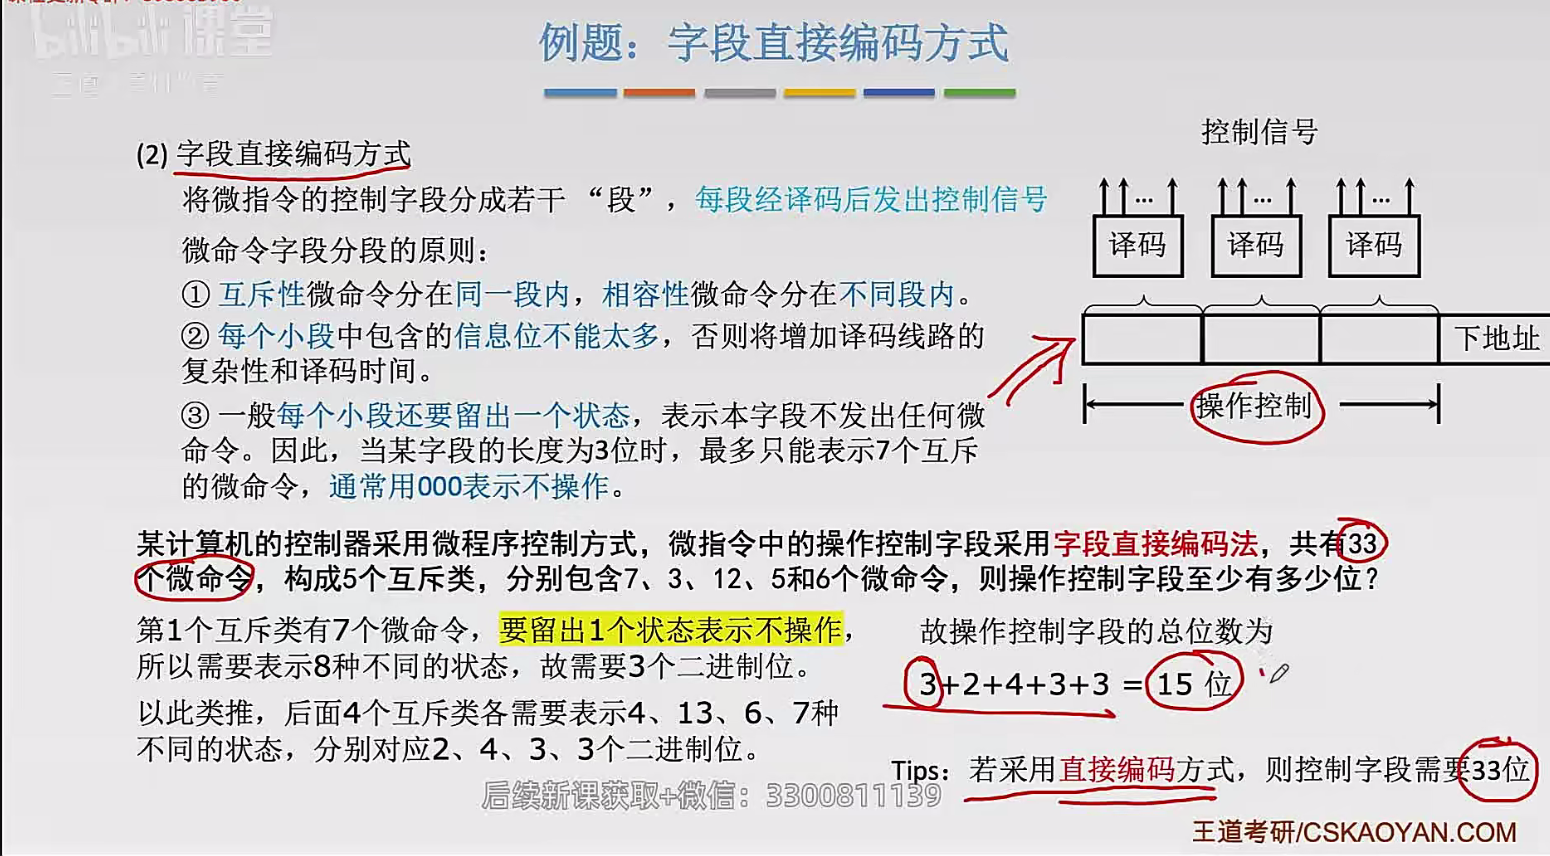 bilibili 课堂
例题：字段直接编码方式
(2) 字段直接编码方式
将微指令的控制字段分成若干 “段”，每段经译码后发出控制信号
微命令字段分段的原则：
① 互斥性微命令分在同一段内，相容性微命令分在不同段内。
② 每个小段中包含的信息位不能太多，否则将增加译码线路的
复杂性和译码时间。
③ 一般每个小段还要留出一个状态，表示本字段不发出任何微
命令。因此，当某字段的长度为3位时，最多只能表示7个互斥
的微命令，通常用000表示不操作。
控制信号
... ... ...
译码 译码 译码
下地址
操作控制
某计算机的控制器采用微程序控制方式，微指令中的操作控制字段采用字段直接编码法，共有33
个微命令，构成5个互斥类，分别包含7、3、12、5和6个微命令，则操作控制字段至少有多少位？
第1个互斥类有7个微命令，要留出1个状态表示不操作，
所以需要表示8种不同的状态，故需要3个二进制位。
以此类推，后面4个互斥类各需要表示4、13、6、7种
不同的状态，分别对应2、4、3、3个二进制位。
故操作控制字段的总位数为
3+2+4+3+3 = 15 位
Tips：若采用直接编码方式，则控制字段需要33位
后续新课获取+微信：3300811139
王道考研/CSKAOYAN.COM